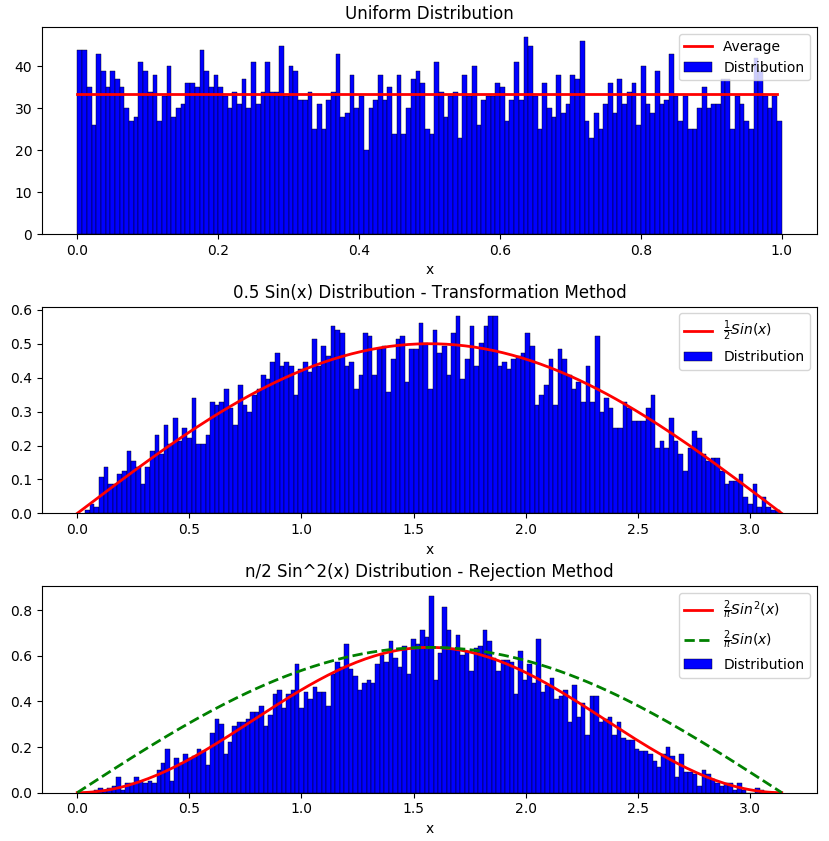 Uniform Distribution
Average
Distribution
40
30
20
10
0
0.0 0.2 0.4 0.6 0.8 1.0
x
0.5 Sin(x) Distribution - Transformation Method
1/2 Sin(x)
Distribution
0.6
0.5
0.4
0.3
0.2
0.1
0.0
0.0 0.5 1.0 1.5 2.0 2.5 3.0
x
n/2 Sin^2(x) Distribution - Rejection Method
2/π Sin²(x)
2/π Sin(x)
Distribution
0.8
0.6
0.4
0.2
0.0
0.0 0.5 1.0 1.5 2.0 2.5 3.0
x